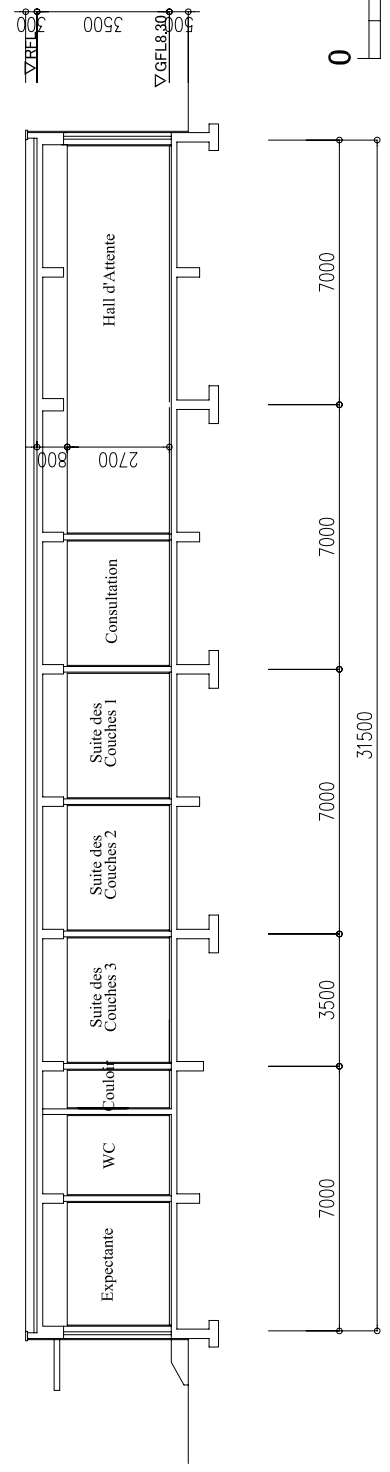 Expectante
WC
Couloir
Suite des
Couches 3
Suite des
Couches 2
Suite des
Couches 1
Consultation
Hall d'Attente
800
2700
300
3500
500
▽RFL
▽GFL8.30
7000
3500
7000
7000
7000
31500
0